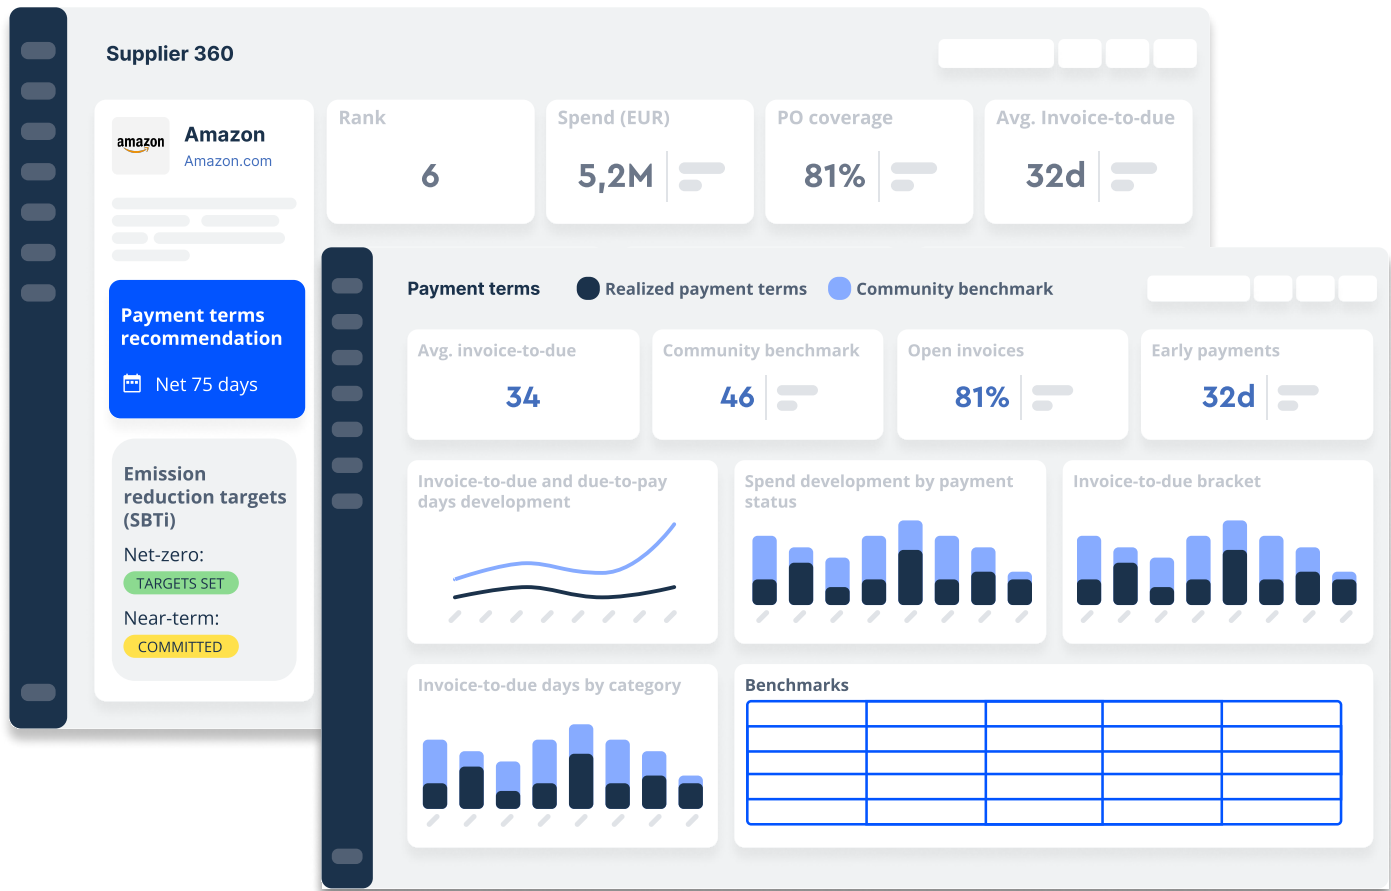 Supplier 360
amazon
Amazon
Amazon.com
Rank
6
Spend (EUR)
5,2M
PO coverage
81%
Avg. Invoice-to-due
32d
Payment terms
recommendation
Net 75 days
Emission
reduction targets
(SBTi)
Net-zero:
TARGETS SET
Near-term:
COMMITTED
Payment terms
Realized payment terms
Community benchmark
Avg. invoice-to-due
34
Community benchmark
46
Open invoices
81%
Early payments
32d
Invoice-to-due and due-to-pay
days development
Spend development by payment
status
Invoice-to-due bracket
Invoice-to-due days by category
Benchmarks